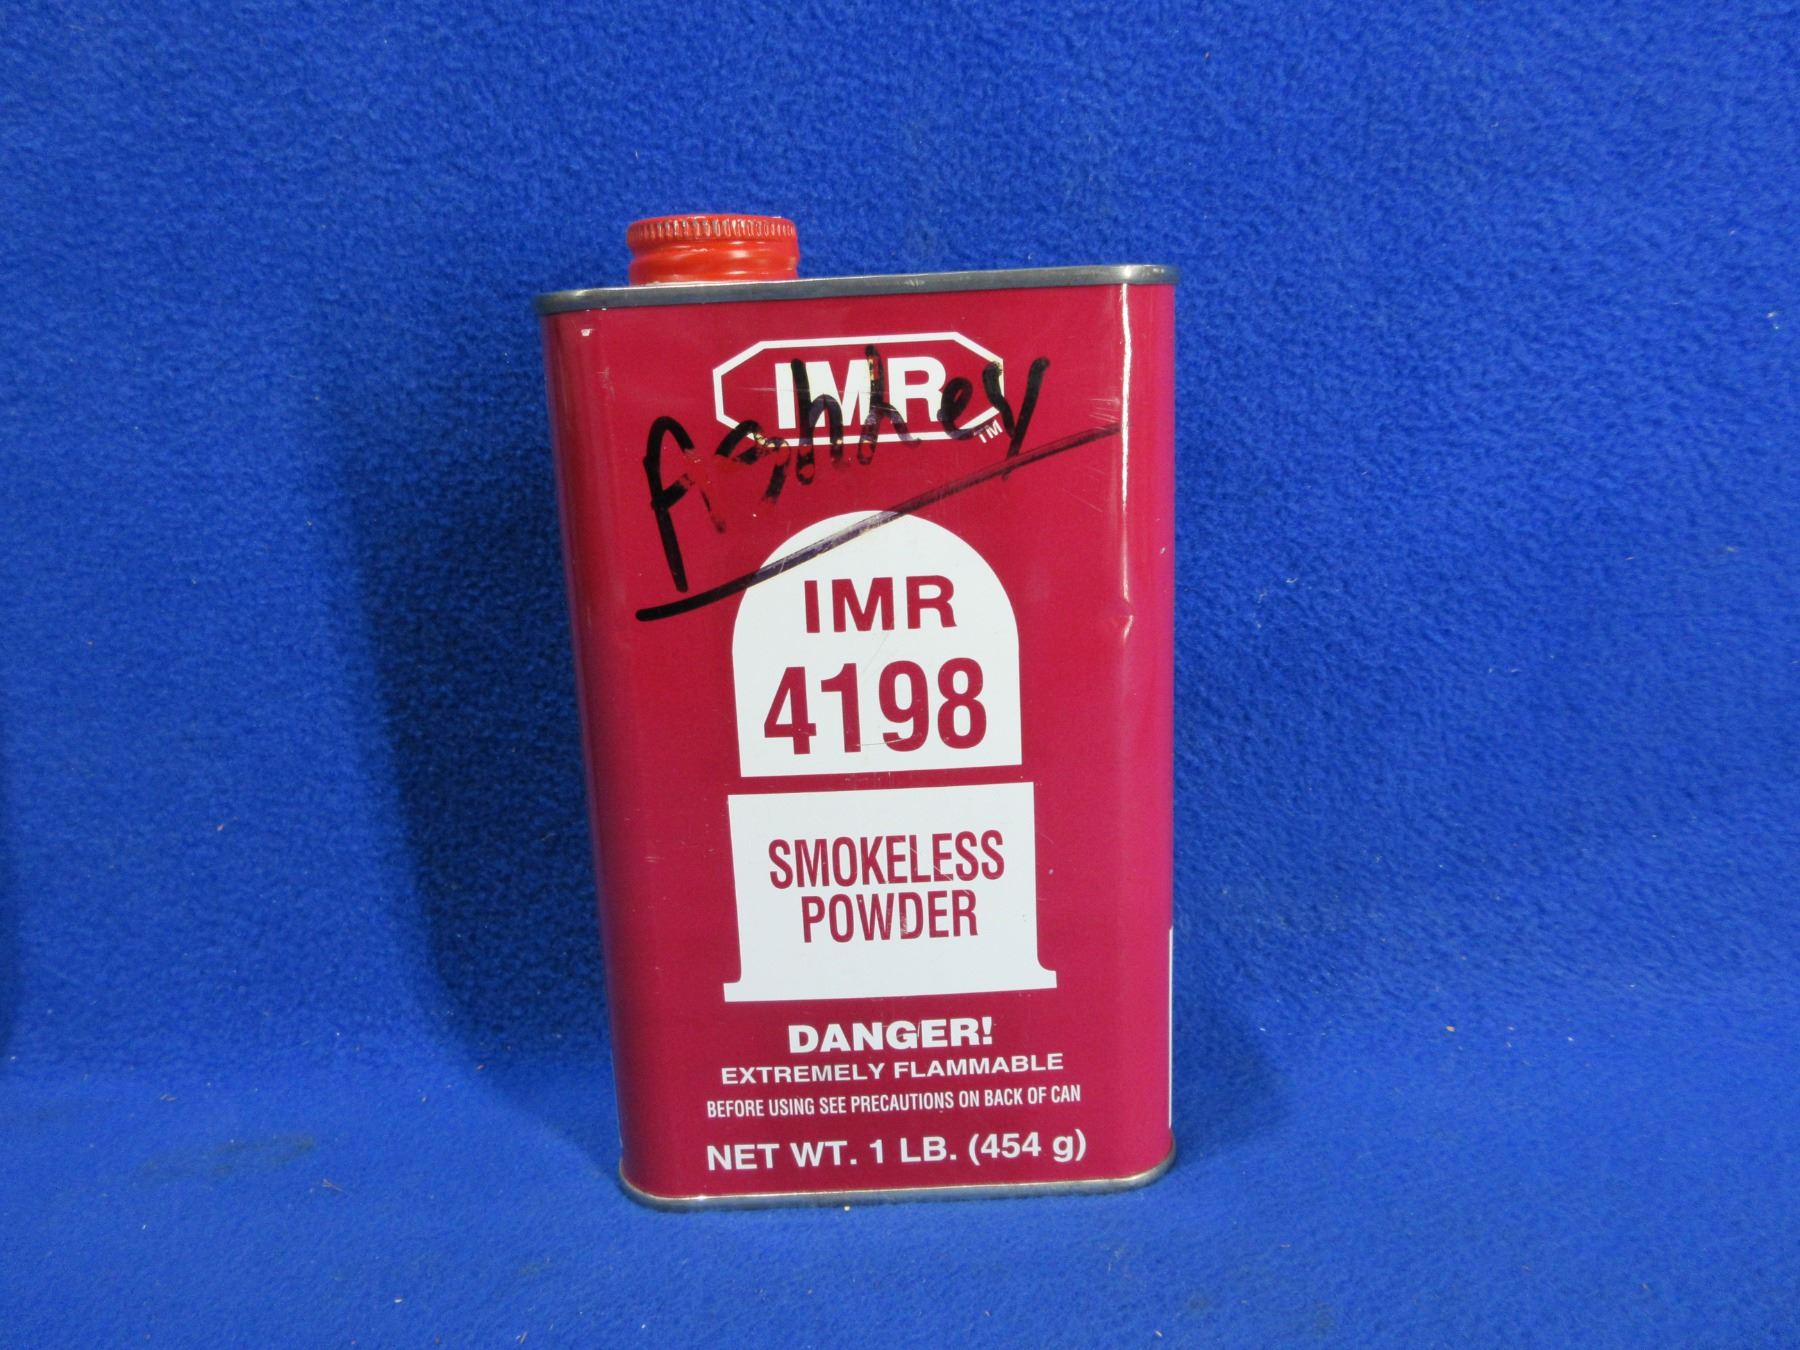 IMR
TM
Ashley
IMR
4198
SMOKELESS
POWDER
DANGER!
EXTREMELY FLAMMABLE
BEFORE USING SEE PRECAUTIONS ON BACK OF CAN
NET WT. 1 LB. (454 g)